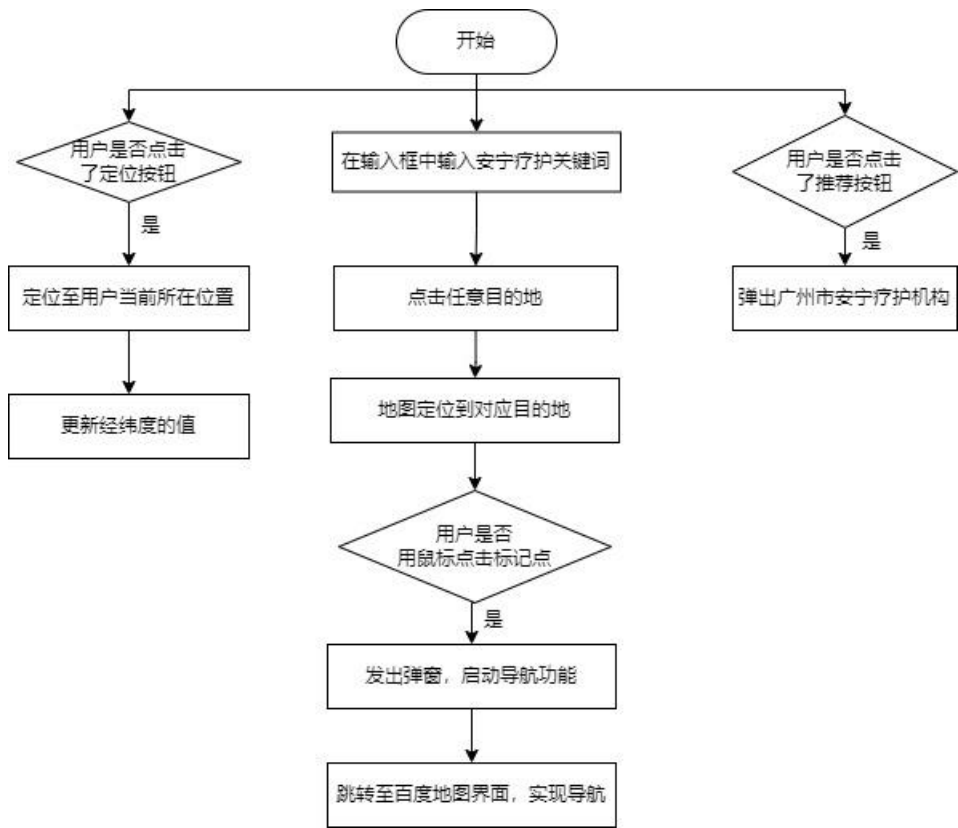 开始
用户是否点击
了定位按钮
是
定位至用户当前所在位置
更新经纬度的值
在输入框中输入安宁疗护关键词
点击任意目的地
地图定位到对应目的地
用户是否
用鼠标点击标记点
是
发出弹窗，启动导航功能
跳转至百度地图界面，实现导航
用户是否点击
了推荐按钮
是
弹出广州市安宁疗护机构